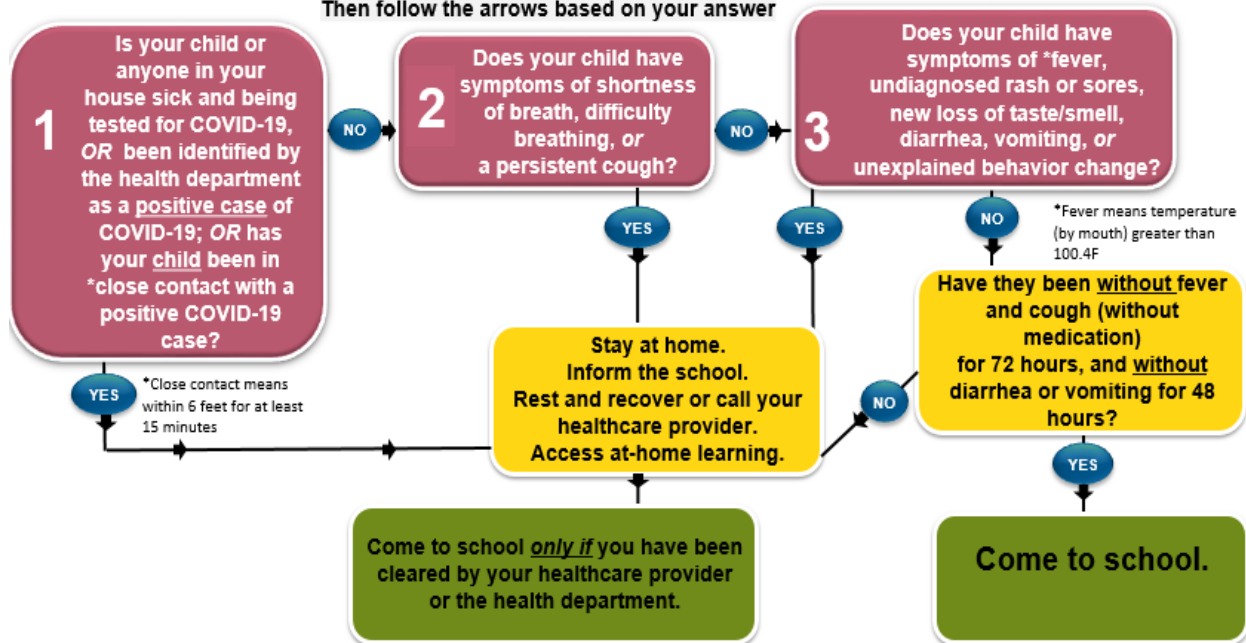 Then follow the arrows based on your answer
1
Is your child or
anyone in your
house sick and being
tested for COVID-19,
OR been identified by
the health department
as a positive case of
COVID-19; OR has
your child been in
*close contact with a
positive COVID-19
case?
NO
2
Does your child have
symptoms of shortness
of breath, difficulty
breathing, or
a persistent cough?
NO
3
Does your child have
symptoms of *fever,
undiagnosed rash or sores,
new loss of taste/smell,
diarrhea, vomiting, or
unexplained behavior change?
YES
*Close contact means
within 6 feet for at least
15 minutes
YES
YES
NO
*Fever means temperature
(by mouth) greater than
100.4F
Stay at home.
Inform the school.
Rest and recover or call your
healthcare provider.
Access at-home learning.
NO
Have they been without fever
and cough (without
medication)
for 72 hours, and without
diarrhea or vomiting for 48
hours?
YES
Come to school only if you have been
cleared by your healthcare provider
or the health department.
Come to school.